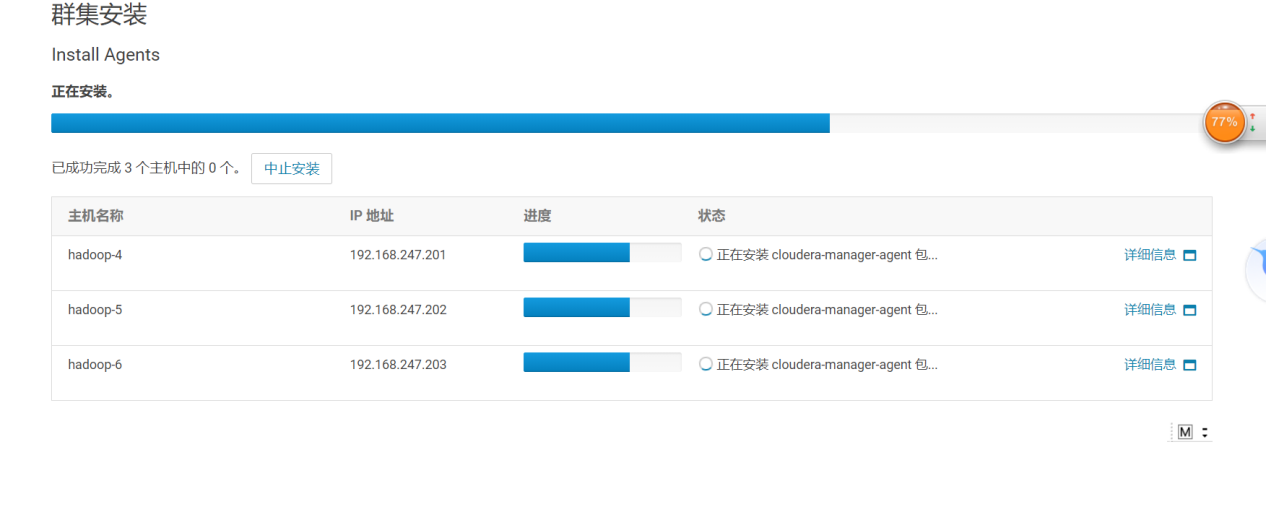 群集安装
Install Agents
正在安装。
77%
已成功完成 3 个主机中的 0 个。 中止安装
主机名称 IP 地址 进度 状态
hadoop-4 192.168.247.201 正在安装 cloudera-manager-agent 包... 详细信息
hadoop-5 192.168.247.202 正在安装 cloudera-manager-agent 包... 详细信息
hadoop-6 192.168.247.203 正在安装 cloudera-manager-agent 包... 详细信息
M